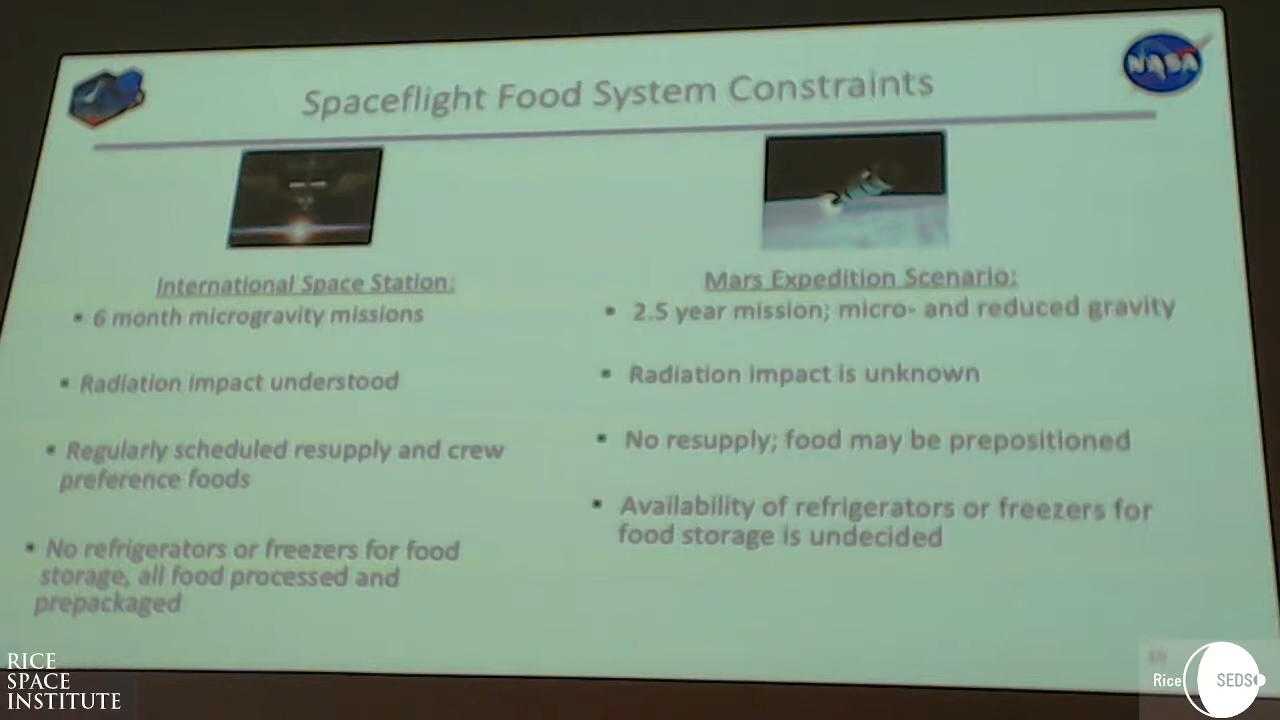 Spaceflight Food System Constraints
NASA
International Space Station:
• 6 month microgravity missions
• Radiation impact understood
• Regularly scheduled resupply and crew
preference foods
• No refrigerators or freezers for food
storage, all food processed and
prepackaged
Mars Expedition Scenario:
• 2.5 year mission; micro- and reduced gravity
• Radiation impact is unknown
• No resupply; food may be prepositioned
• Availability of refrigerators or freezers for
food storage is undecided
RICE
SPACE
INSTITUTE
Rice SEDS